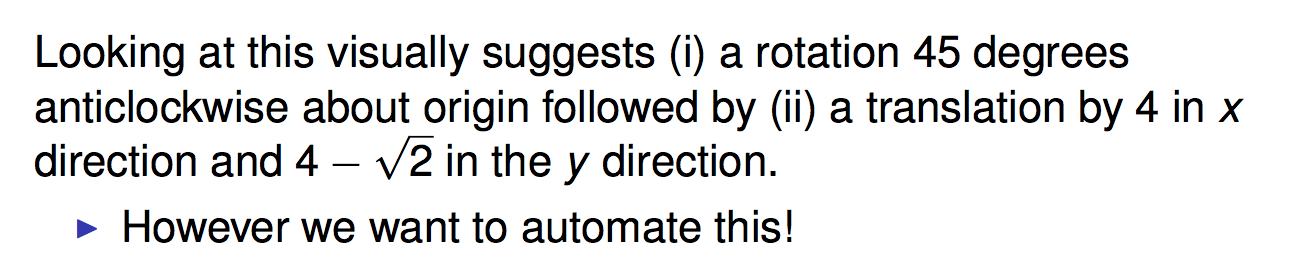 Looking at this visually suggests (i) a rotation 45 degrees
anticlockwise about origin followed by (ii) a translation by 4 in x
direction and 4 − √2 in the y direction.
▶ However we want to automate this!